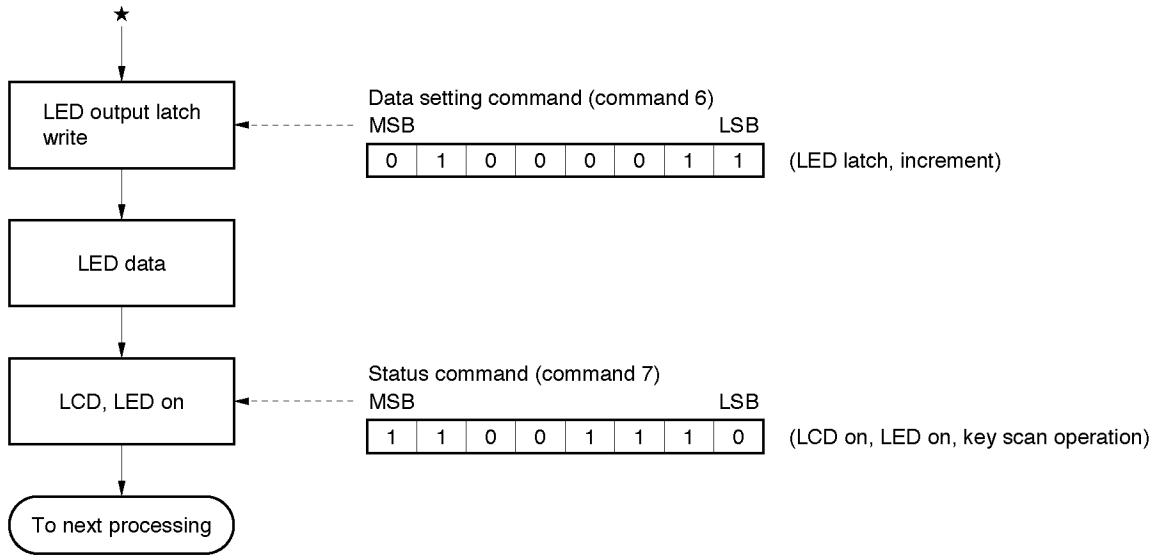 ★
LED output latch
write
Data setting command (command 6)
MSB LSB
0 1 0 0 0 0 1 1 (LED latch, increment)
LED data
LCD, LED on
Status command (command 7)
MSB LSB
1 1 0 0 1 1 1 0 (LCD on, LED on, key scan operation)
To next processing